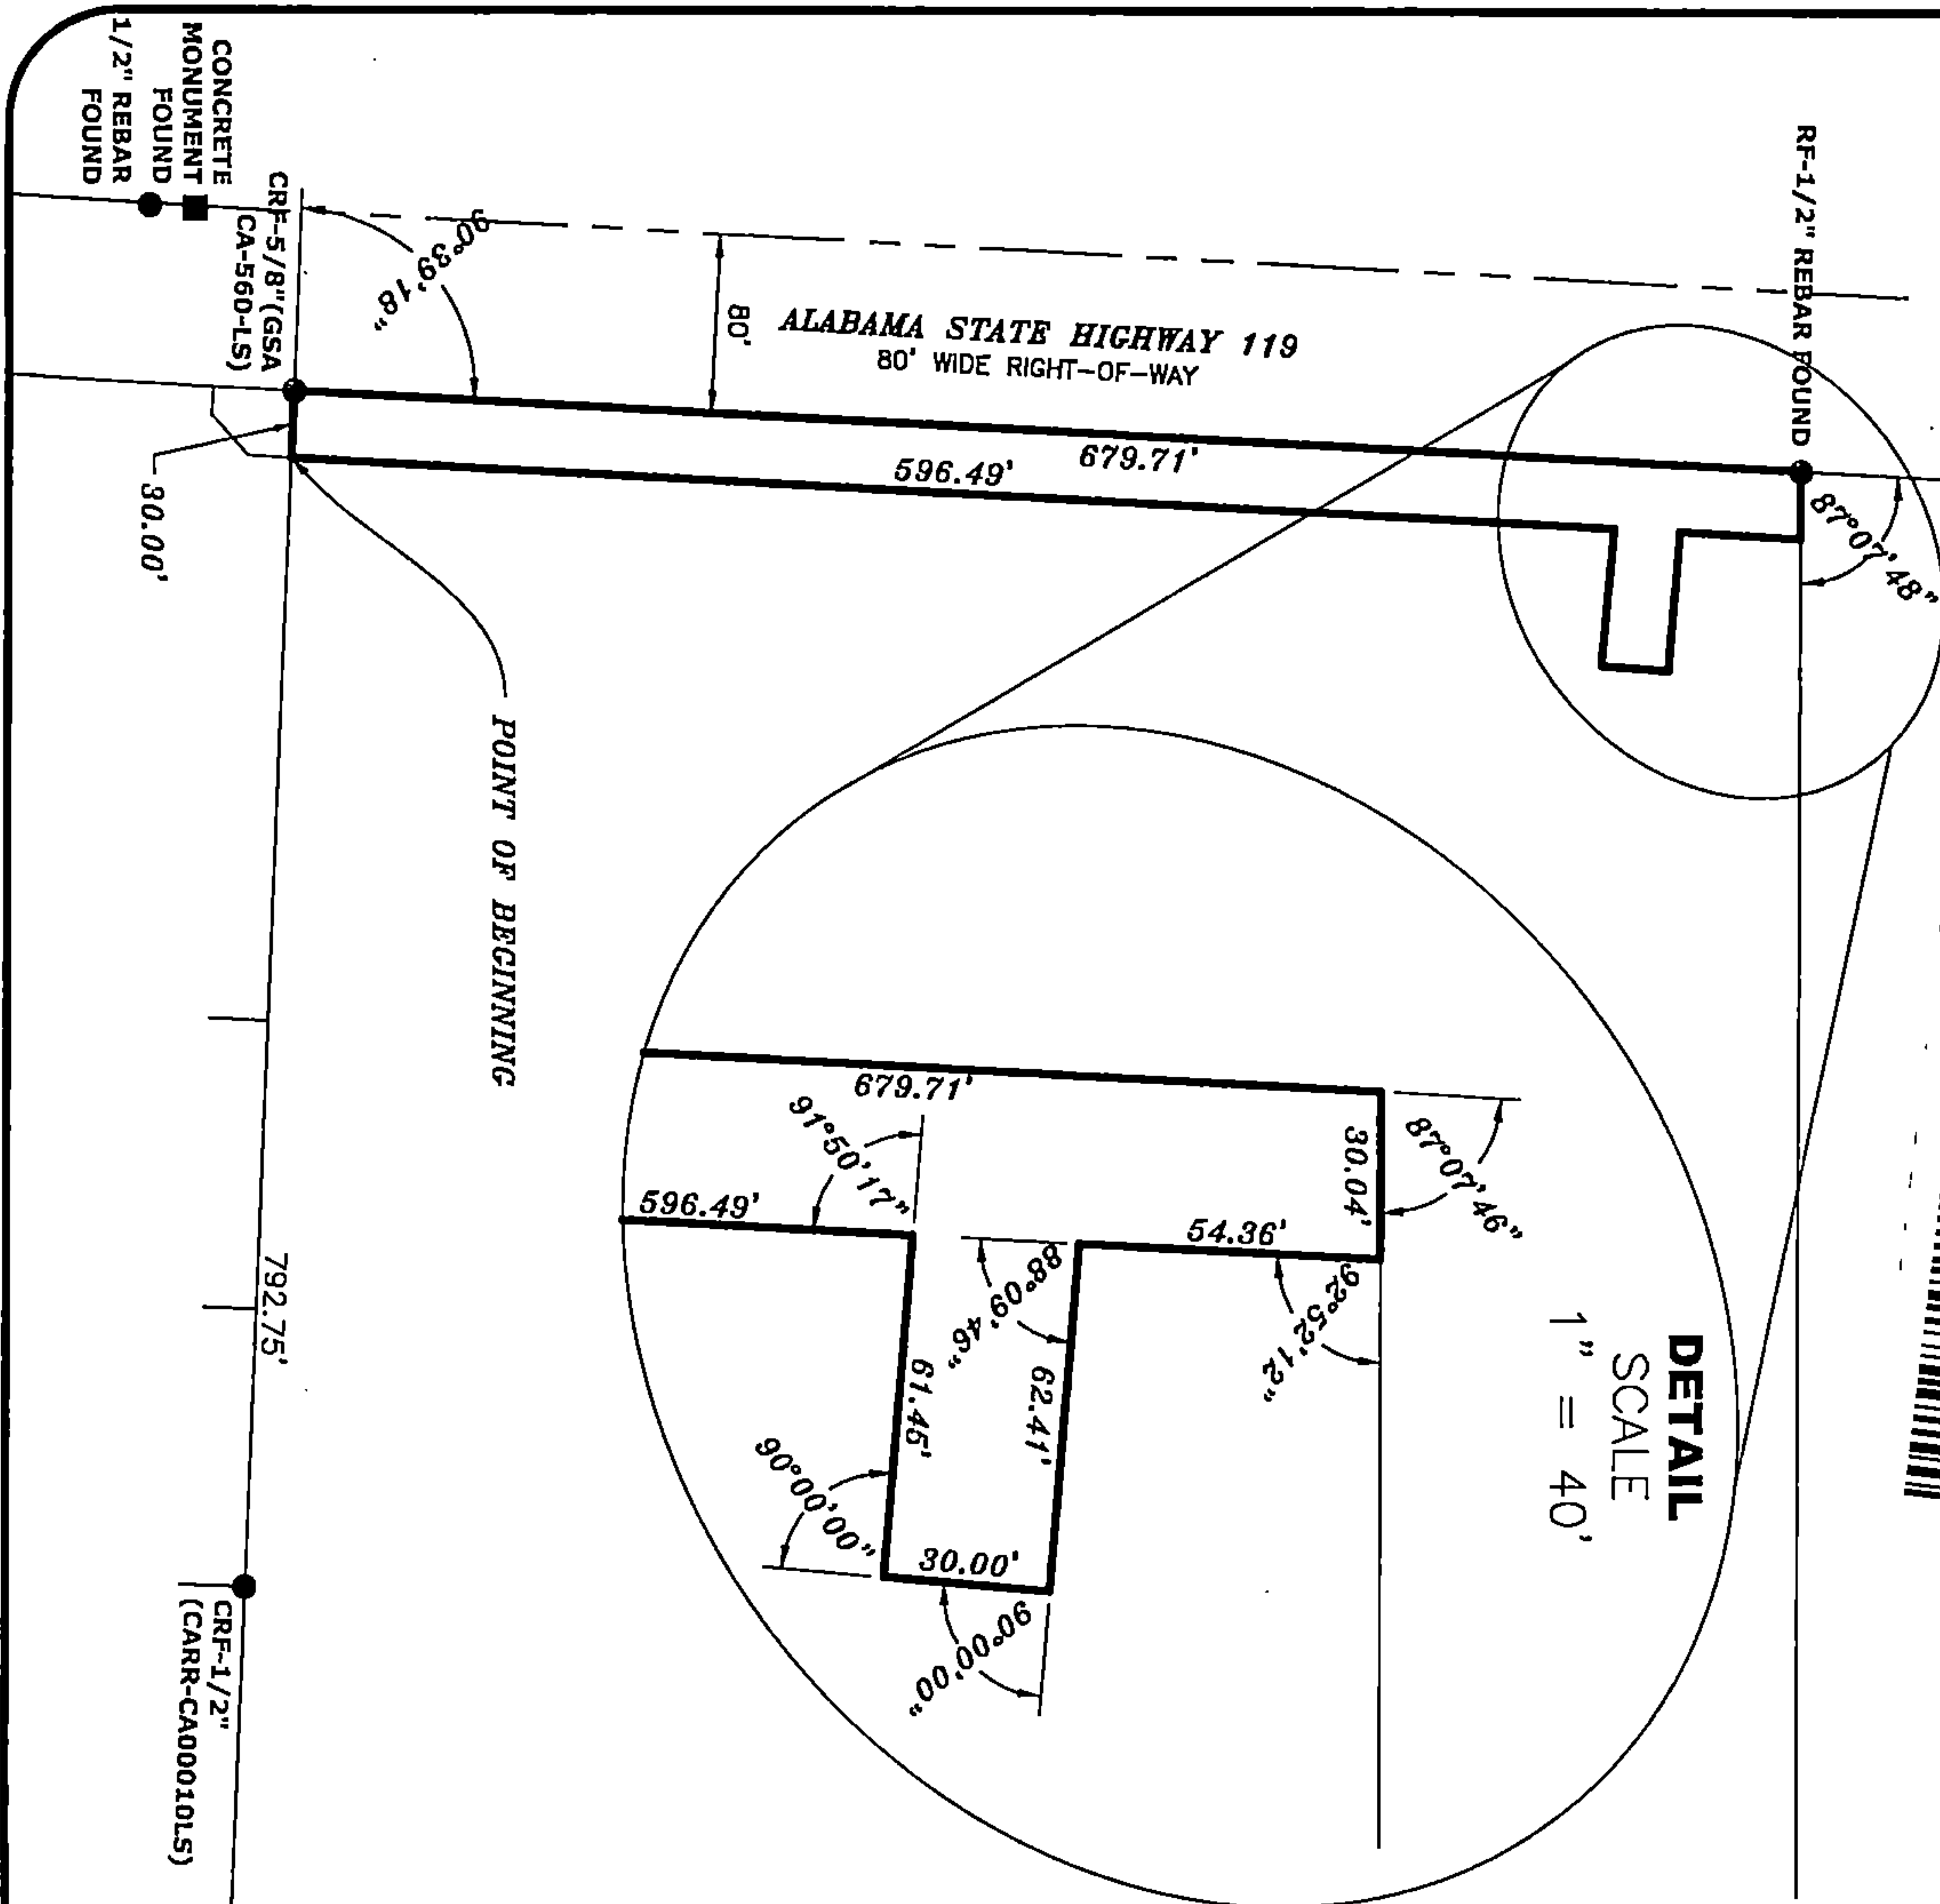 CONCRETE
MONUMENT
FOUND
1/2" REBAR
FOUND
CRF-5/8"(GSA
CA-560-LS)
90°39'18"
80'
ALABAMA STATE HIGHWAY 119
80' WIDE RIGHT-OF-WAY
RF-1/2" REBAR FOUND
679.71'
596.49'
87°07'48"
30.00'
POINT OF BEGINNING
DETAIL
SCALE
1" = 40'
679.71'
91°50'17"
596.49'
30.04'
87°07'46"
54.36'
88°09'46"
92°52'12"
61.45'
62.41'
90°00'00"
30.00'
90°00'00"
792.75'
CRF-1/2"
(CARR-CA00010LS)